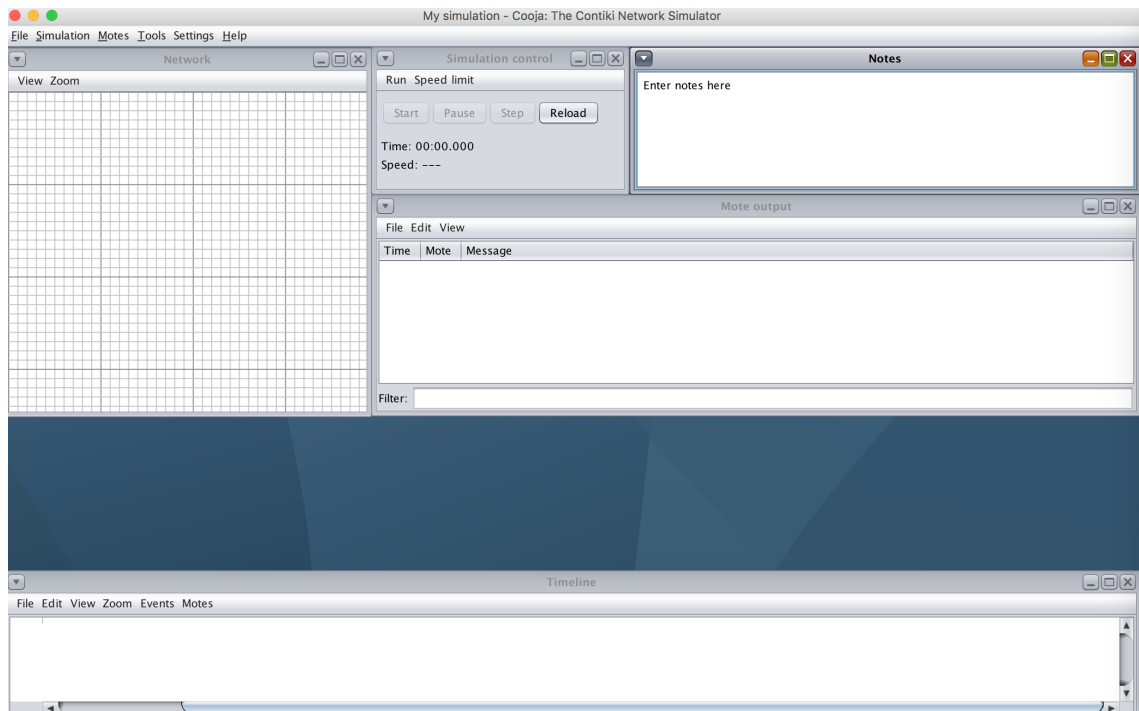 My simulation - Cooja: The Contiki Network Simulator
File Simulation Motes Tools Settings Help
Network
View Zoom
Simulation control
Run Speed limit
Start Pause Step Reload
Time: 00:00.000
Speed: ---
Notes
Enter notes here
Mote output
File Edit View
Time Mote Message
Filter:
Timeline
File Edit View Zoom Events Motes